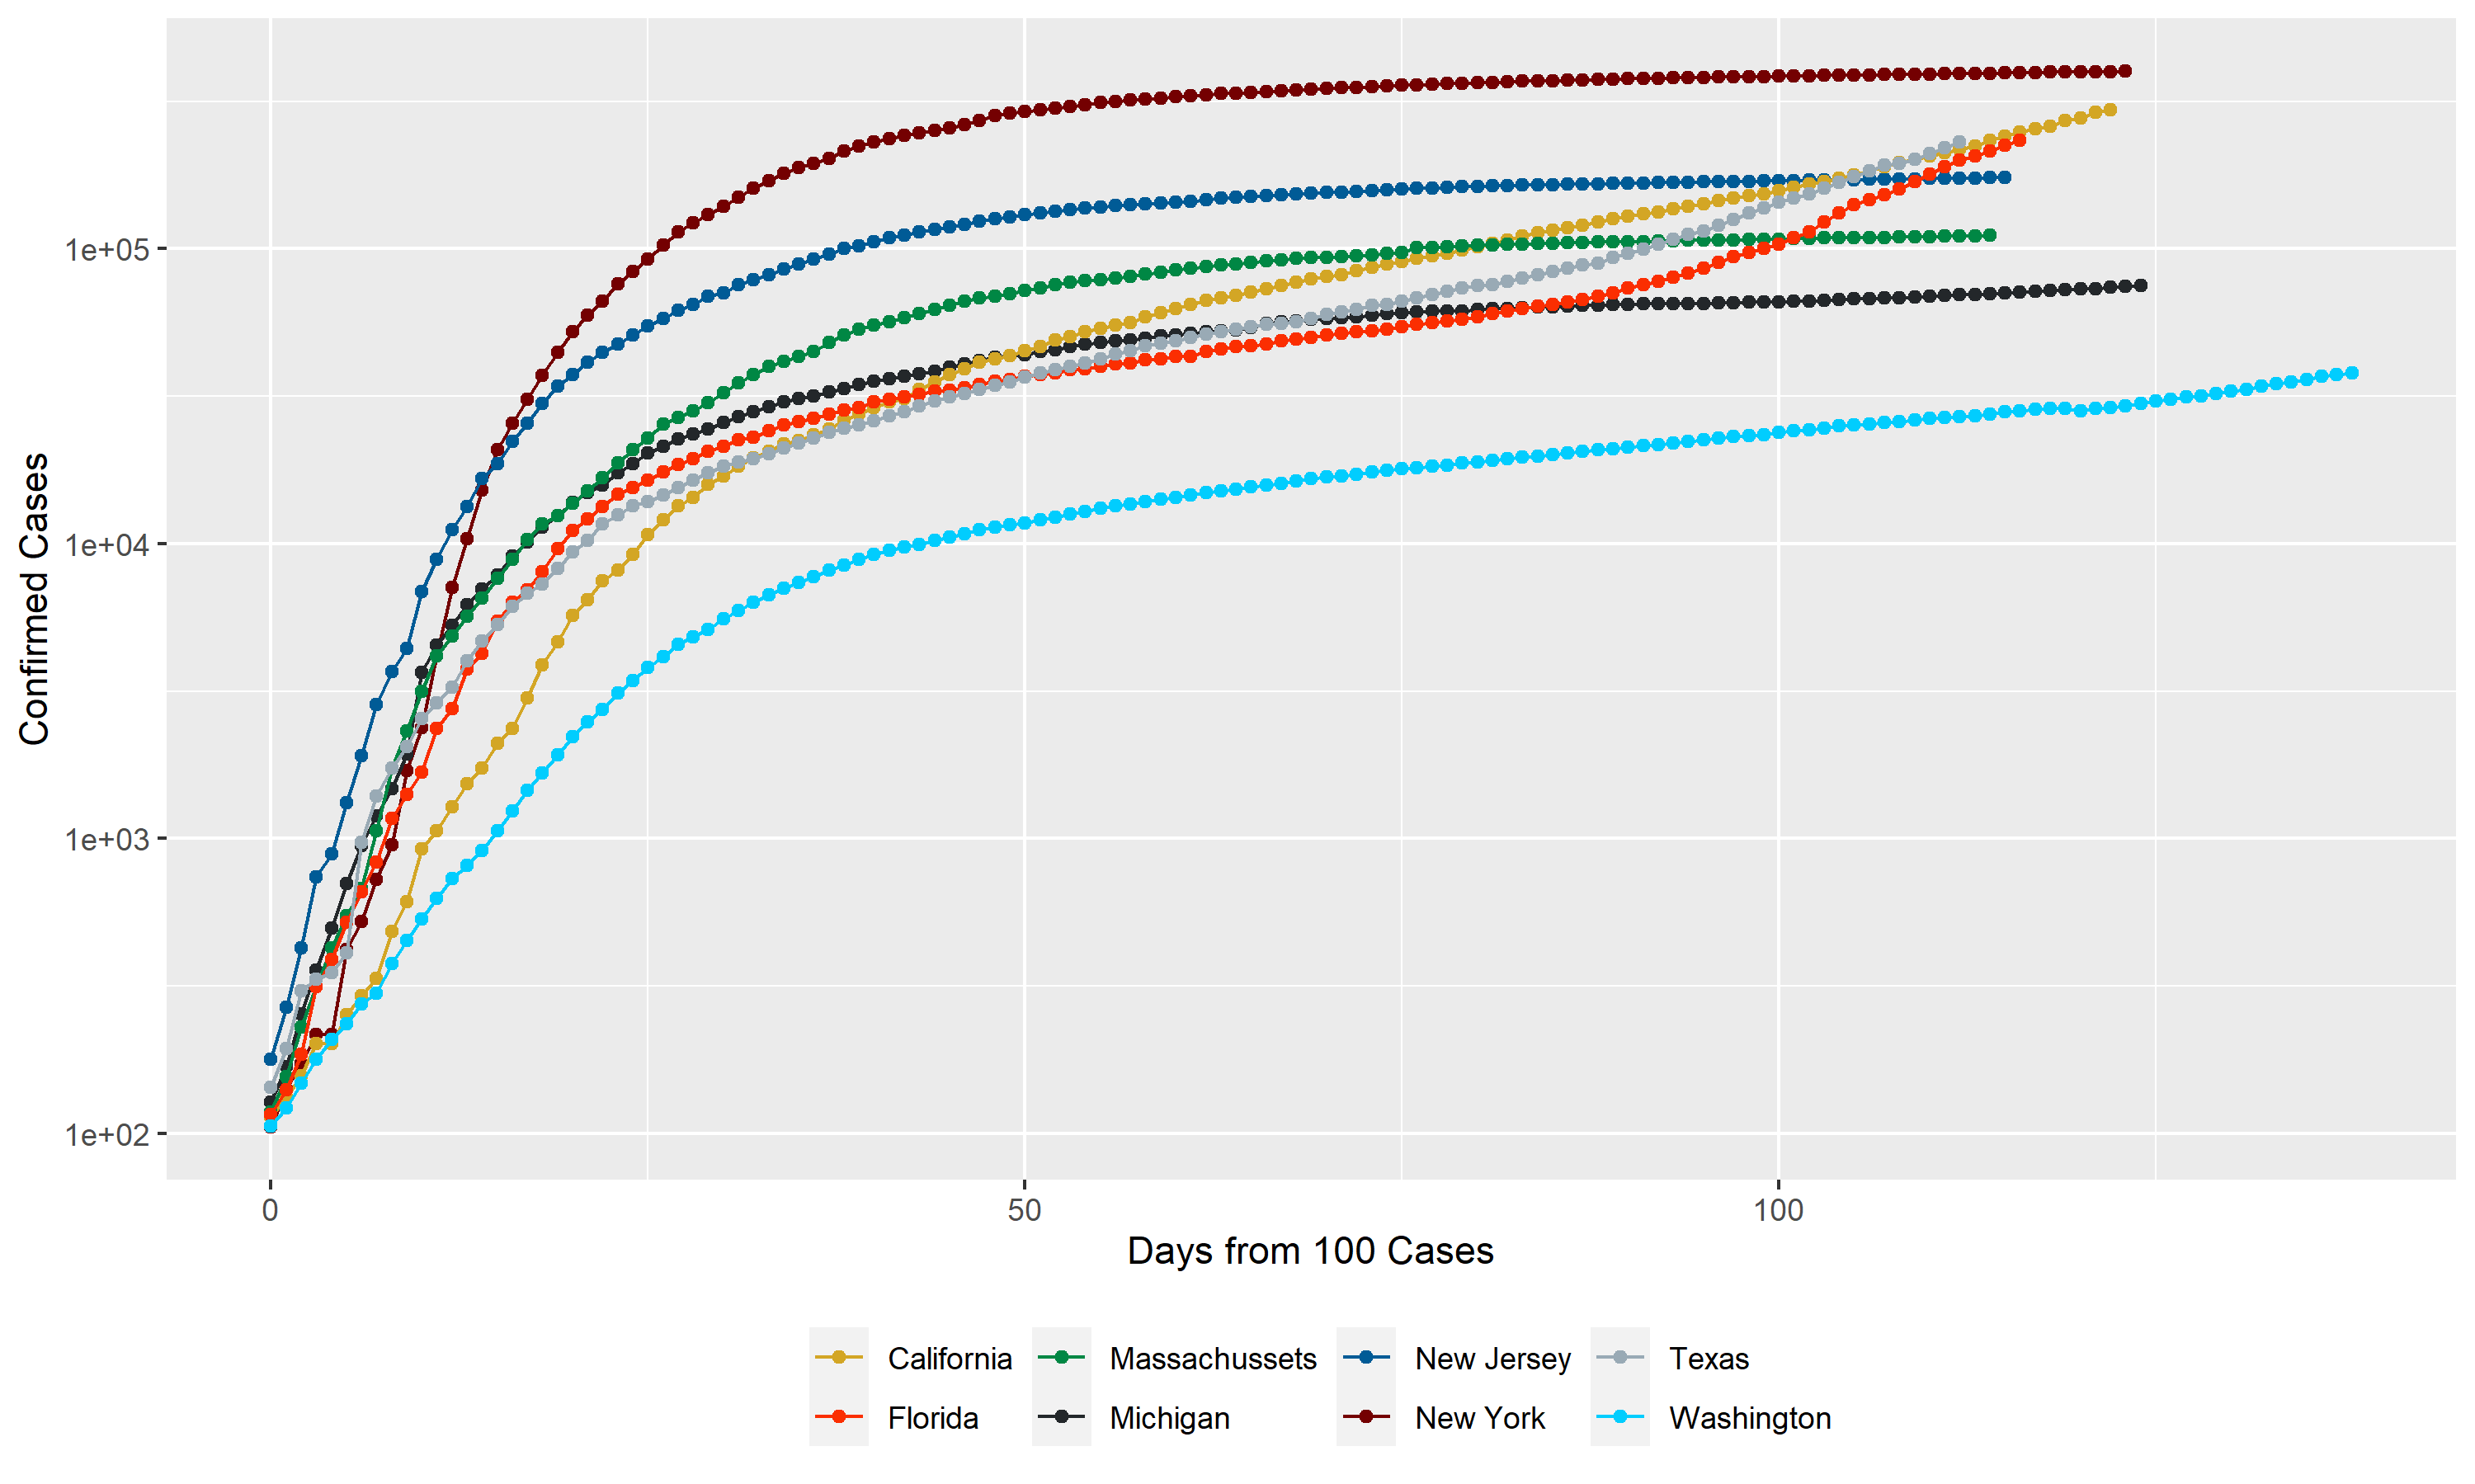 1e+05
1e+04
1e+03
1e+02
Confirmed Cases
0 50 100
Days from 100 Cases
California Massachussets New Jersey Texas
Florida Michigan New York Washington